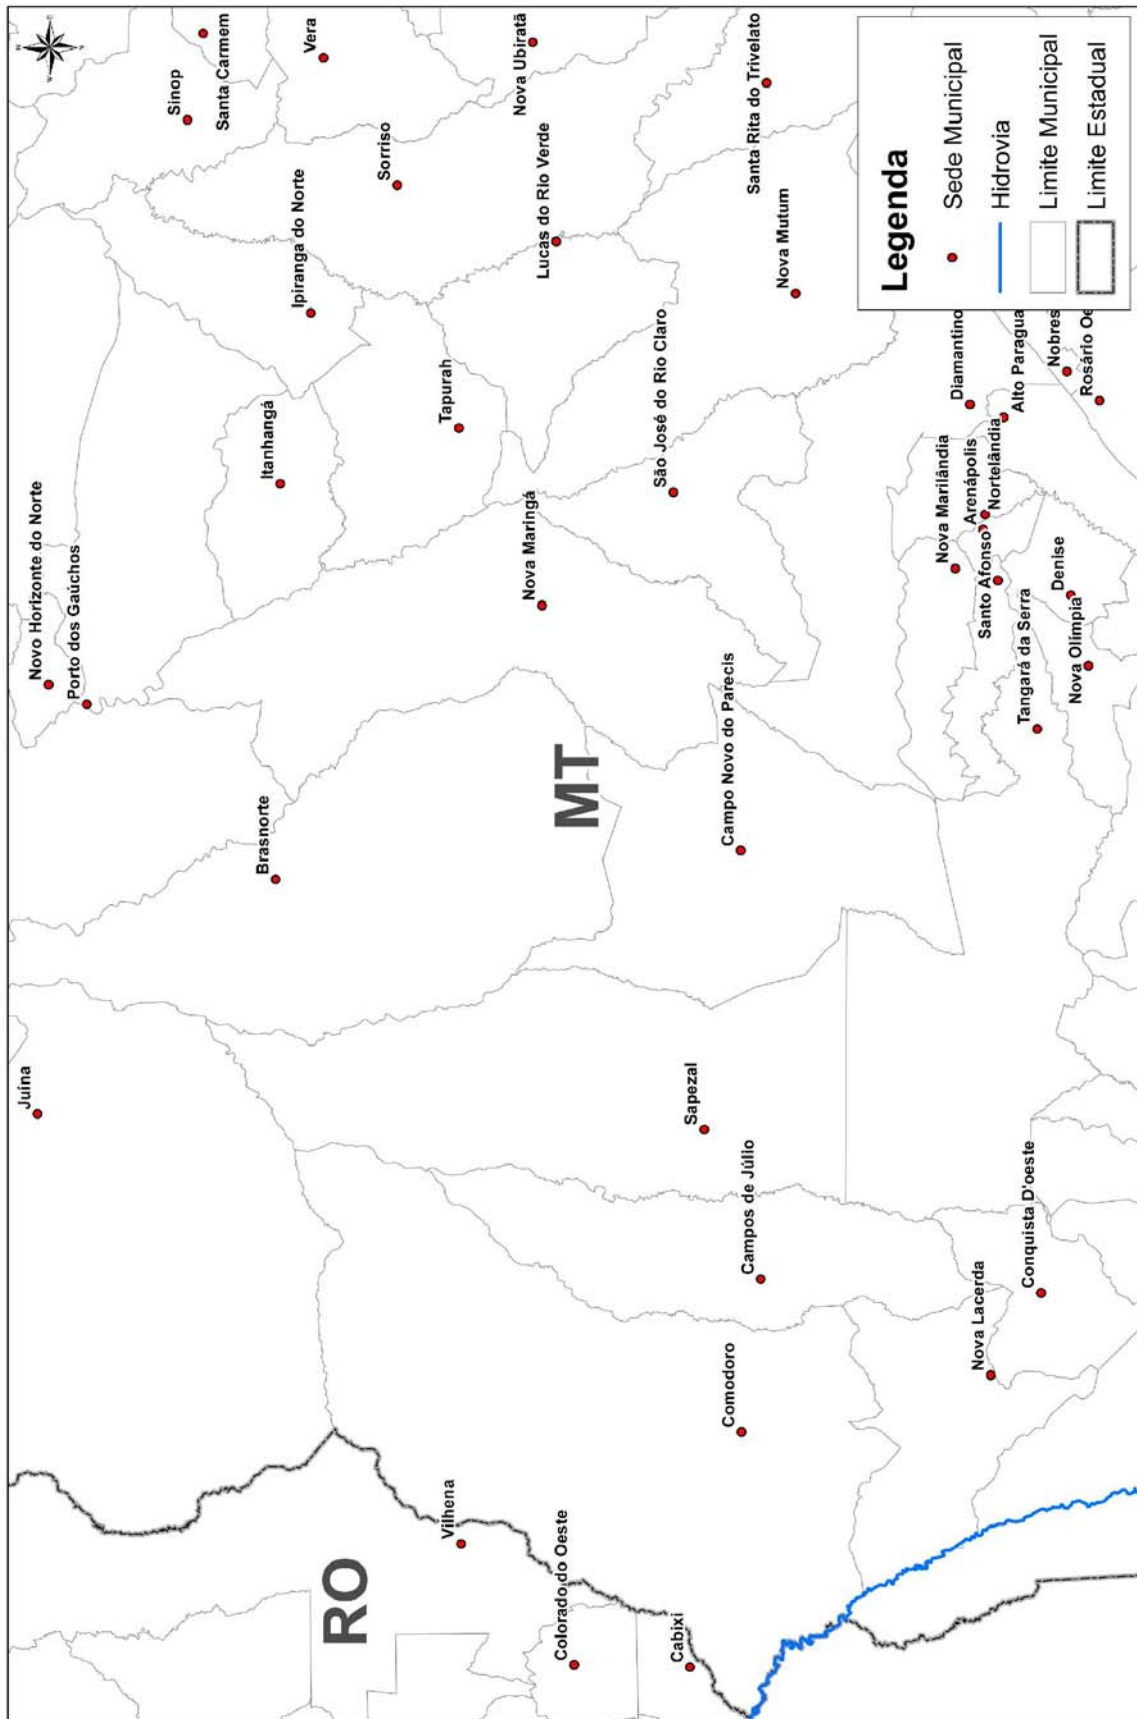 Juína
Novo Horizonte do Norte
Porto dos Gaúchos
Sinop
Santa Carmem
Vera
Brasnorte
Itanhangá
Ipiranga do Norte
Sorriso
RO
Vilhena
Tapurah
Colorado do Oeste
MT
Nova Maringá
Lucas do Rio Verde
Nova Ubiratã
Cabixi
Sapezal
São José do Rio Claro
Comodoro
Campos de Júlio
Campo Novo do Parecis
Nova Mutum
Santa Rita do Trivelato
Nova Lacerda
Conquista D'oeste
Nova Marilândia
Diamantino
Arenápolis
Nortelândia
Santo Afonso
Alto Paragua
Tangará da Serra
Denise
Nova Olímpia
Nobres
Rosário Oe
Legenda
Sede Municipal
Hidrovia
Limite Municipal
Limite Estadual